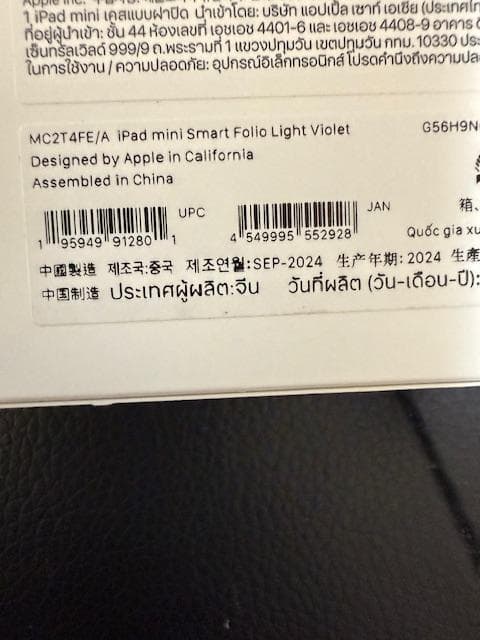 1 iPad mini เคสแบบฝาปิด นำเข้าโดย: บริษัท แอปเปิ้ล เซาท์ เอเชีย
ที่อยู่ผู้นำเข้า: ชั้น 44 ห้องเลขที่ เอชเอช 4401-6 และเอชเอช 4408-9 อาคาร
เซ็นทรัลเวิลด์ 999/9 ถ.พระรามที่ 1 แขวงปทุมวัน เขตปทุมวัน กทม. 10330
ในการใช้งาน / ความปลอดภัย: อุปกรณ์อิเล็กทรอนิกส์ โปรดคำนึงถึงความปลอ
MC2T4FE/A iPad mini Smart Folio Light Violet G56H9N
Designed by Apple in California
Assembled in China
UPC JAN 箱、
1 95949 91280 1 4 549995 552928 Quốc gia xu
中國製造 제조국:중국 제조연월:SEP-2024 生产年期: 2024 生產
中国制造 ประเทศผู้ผลิต:จีน วันที่ผลิต (วัน-เดือน-ปี):